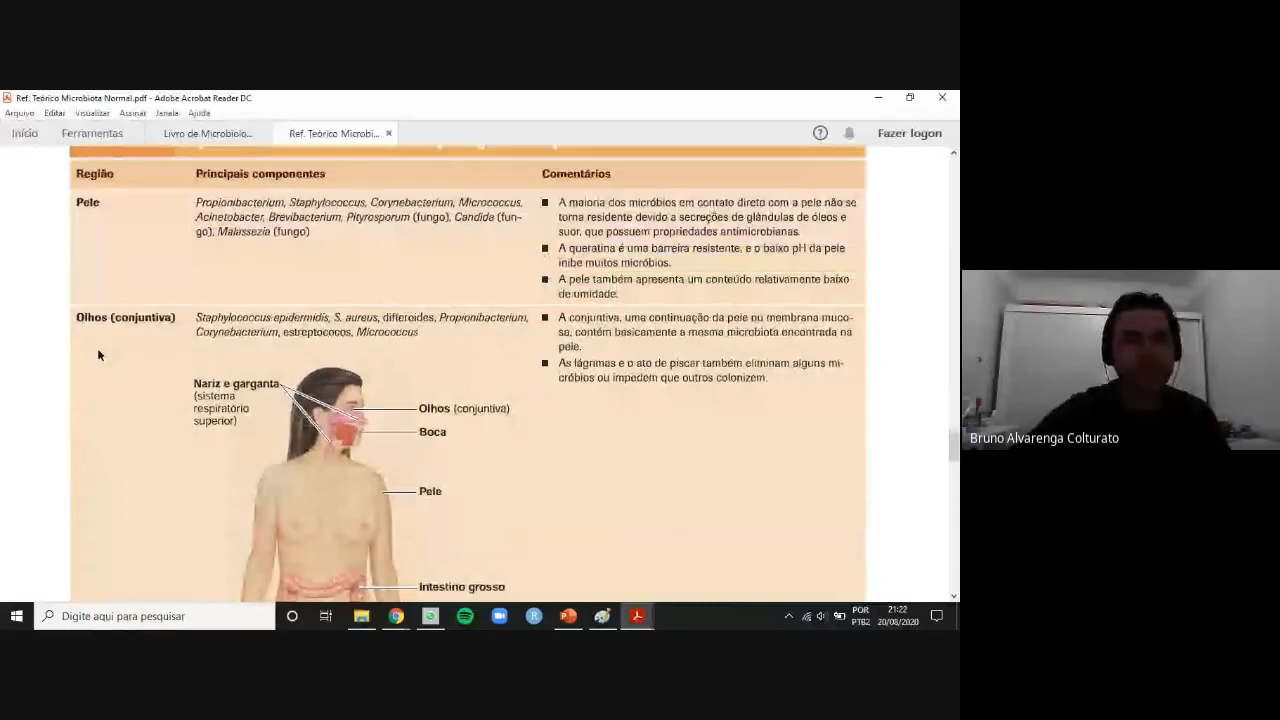 Ref. Teórico Microbiota Normal.pdf - Adobe Acrobat Reader DC
Arquivo Editar Visualizar Assinar Janela Ajuda
Início Ferramentas Livro de Microbiolo... Ref. Teórico Microbi... Fazer logon
Região Principais componentes Comentários
Pele
Propionibacterium, Staphylococcus, Corynebacterium, Micrococcus,
Acinetobacter, Brevibacterium, Pityrosporum (fungo), Candida (fun-
go), Malassezia (fungo)
A maioria dos micróbios em contato direto com a pele não se
torna residente devido a secreções de glândulas de óleos e
suor, que possuem propriedades antimicrobianas.
A queratina é uma barreira resistente, e o baixo pH da pele
inibe muitos micróbios.
A pele também apresenta um conteúdo relativamente baixo
de umidade.
Olhos (conjuntiva)
Staphylococcus epidermidis, S. aureus, difteroides, Propionibacterium,
Corynebacterium, estreptococos, Micrococcus
A conjuntiva, uma continuação da pele ou membrana muco-
sa, contém basicamente a mesma microbiota encontrada na
pele.
As lágrimas e o ato de piscar também eliminam alguns mi-
cróbios ou impedem que outros colonizem.
Nariz e garganta
(sistema
respiratório
superior)
Olhos (conjuntiva)
Boca
Pele
Intestino grosso
Bruno Alvarenga Colturato
Digite aqui para pesquisar
POR
PTB2
21:22
20/08/2020